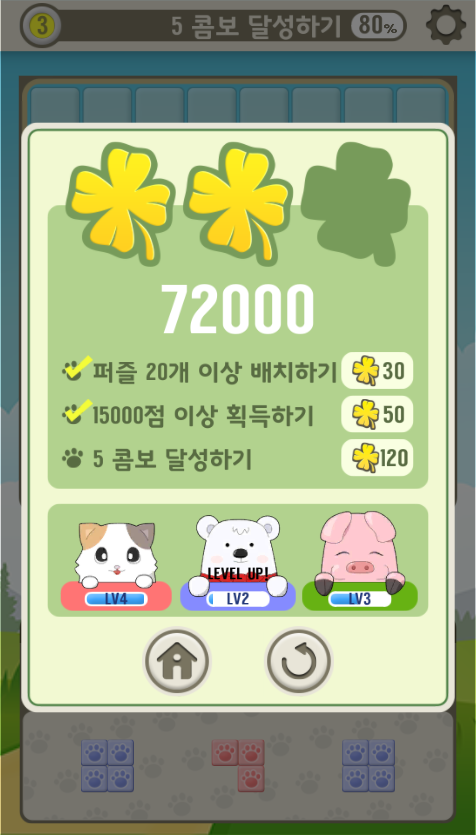 3 5 콤보 달성하기 80%
72000
퍼즐 20개 이상 배치하기 30
15000점 이상 획득하기 50
5 콤보 달성하기 120
LEVEL UP!
LV4 LV2 LV3